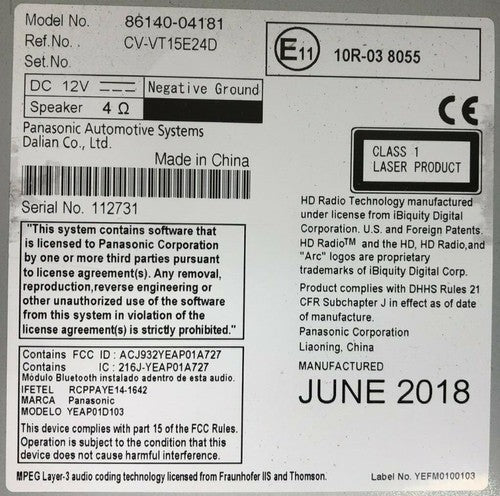 Model No. 86140-04181
Ref.No. . CV-VT15E24D
Set.No.
E11 10R-03 8055
DC 12V Negative Ground
Speaker 4 Ω
Panasonic Automotive Systems
Dalian Co., Ltd.
Made in China
Serial No. 112731
CE
CLASS 1
LASER PRODUCT
"This system contains software that
is licensed to Panasonic Corporation
by one or more third parties pursuant
to license agreement(s). Any removal,
reproduction,reverse engineering or
other unauthorized use of the software
from this system in violation of the
license agreement(s) is strictly prohibited."
HD Radio Technology manufactured
under license from iBiquity Digital
Corporation. U.S. and Foreign Patents.
HD Radio™ and the HD, HD Radio,and
"Arc" logos are proprietary
trademarks of iBiquity Digital Corp.
Product complies with DHHS Rules 21
CFR Subchapter J in effect as of date
of manufacture.
Panasonic Corporation
Liaoning, China
MANUFACTURED
JUNE 2018
Contains FCC ID : ACJ932YEAP01A727
Contains IC : 216J-YEAP01A727
Módulo Bluetooth instalado adentro de esta audio.
IFETEL RCPPAYE14-1642
MARCA Panasonic
MODELO YEAP01D103
This device complies with part 15 of the FCC Rules.
Operation is subject to the condition that this
device does not cause harmful interference.
MPEG Layer-3 audio coding technology licensed from Fraunhofer IIS and Thomson.
Label No. YEFM0100103